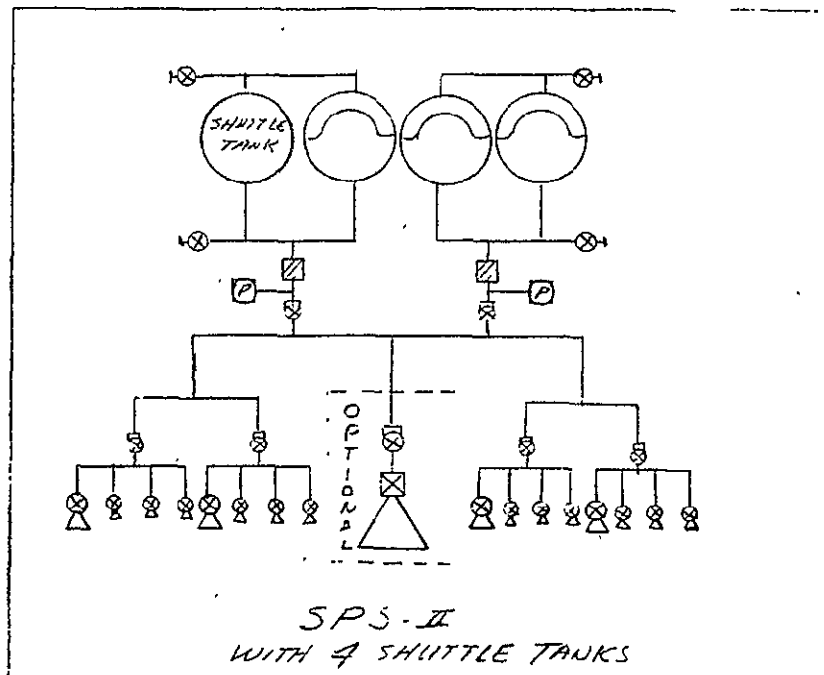 SHUTTLE
TANK
P
P
OPTIONAL
SPS-II
WITH 4 SHUTTLE TANKS